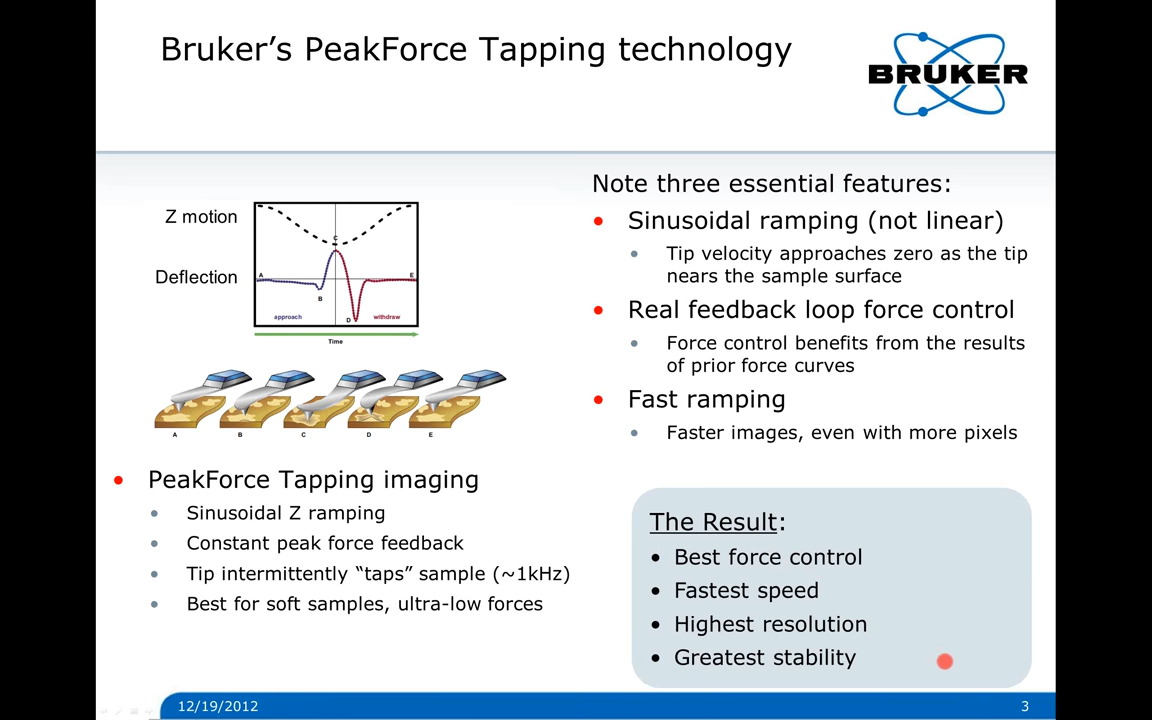 Bruker’s PeakForce Tapping technology
BRUKER
Z motion
Deflection
A
B
C
D
E
approach
withdraw
Time
A B C D E
• PeakForce Tapping imaging
• Sinusoidal Z ramping
• Constant peak force feedback
• Tip intermittently “taps” sample (~1kHz)
• Best for soft samples, ultra-low forces
Note three essential features:
• Sinusoidal ramping (not linear)
• Tip velocity approaches zero as the tip
nears the sample surface
• Real feedback loop force control
• Force control benefits from the results
of prior force curves
• Fast ramping
• Faster images, even with more pixels
The Result:
• Best force control
• Fastest speed
• Highest resolution
• Greatest stability
12/19/2012
3